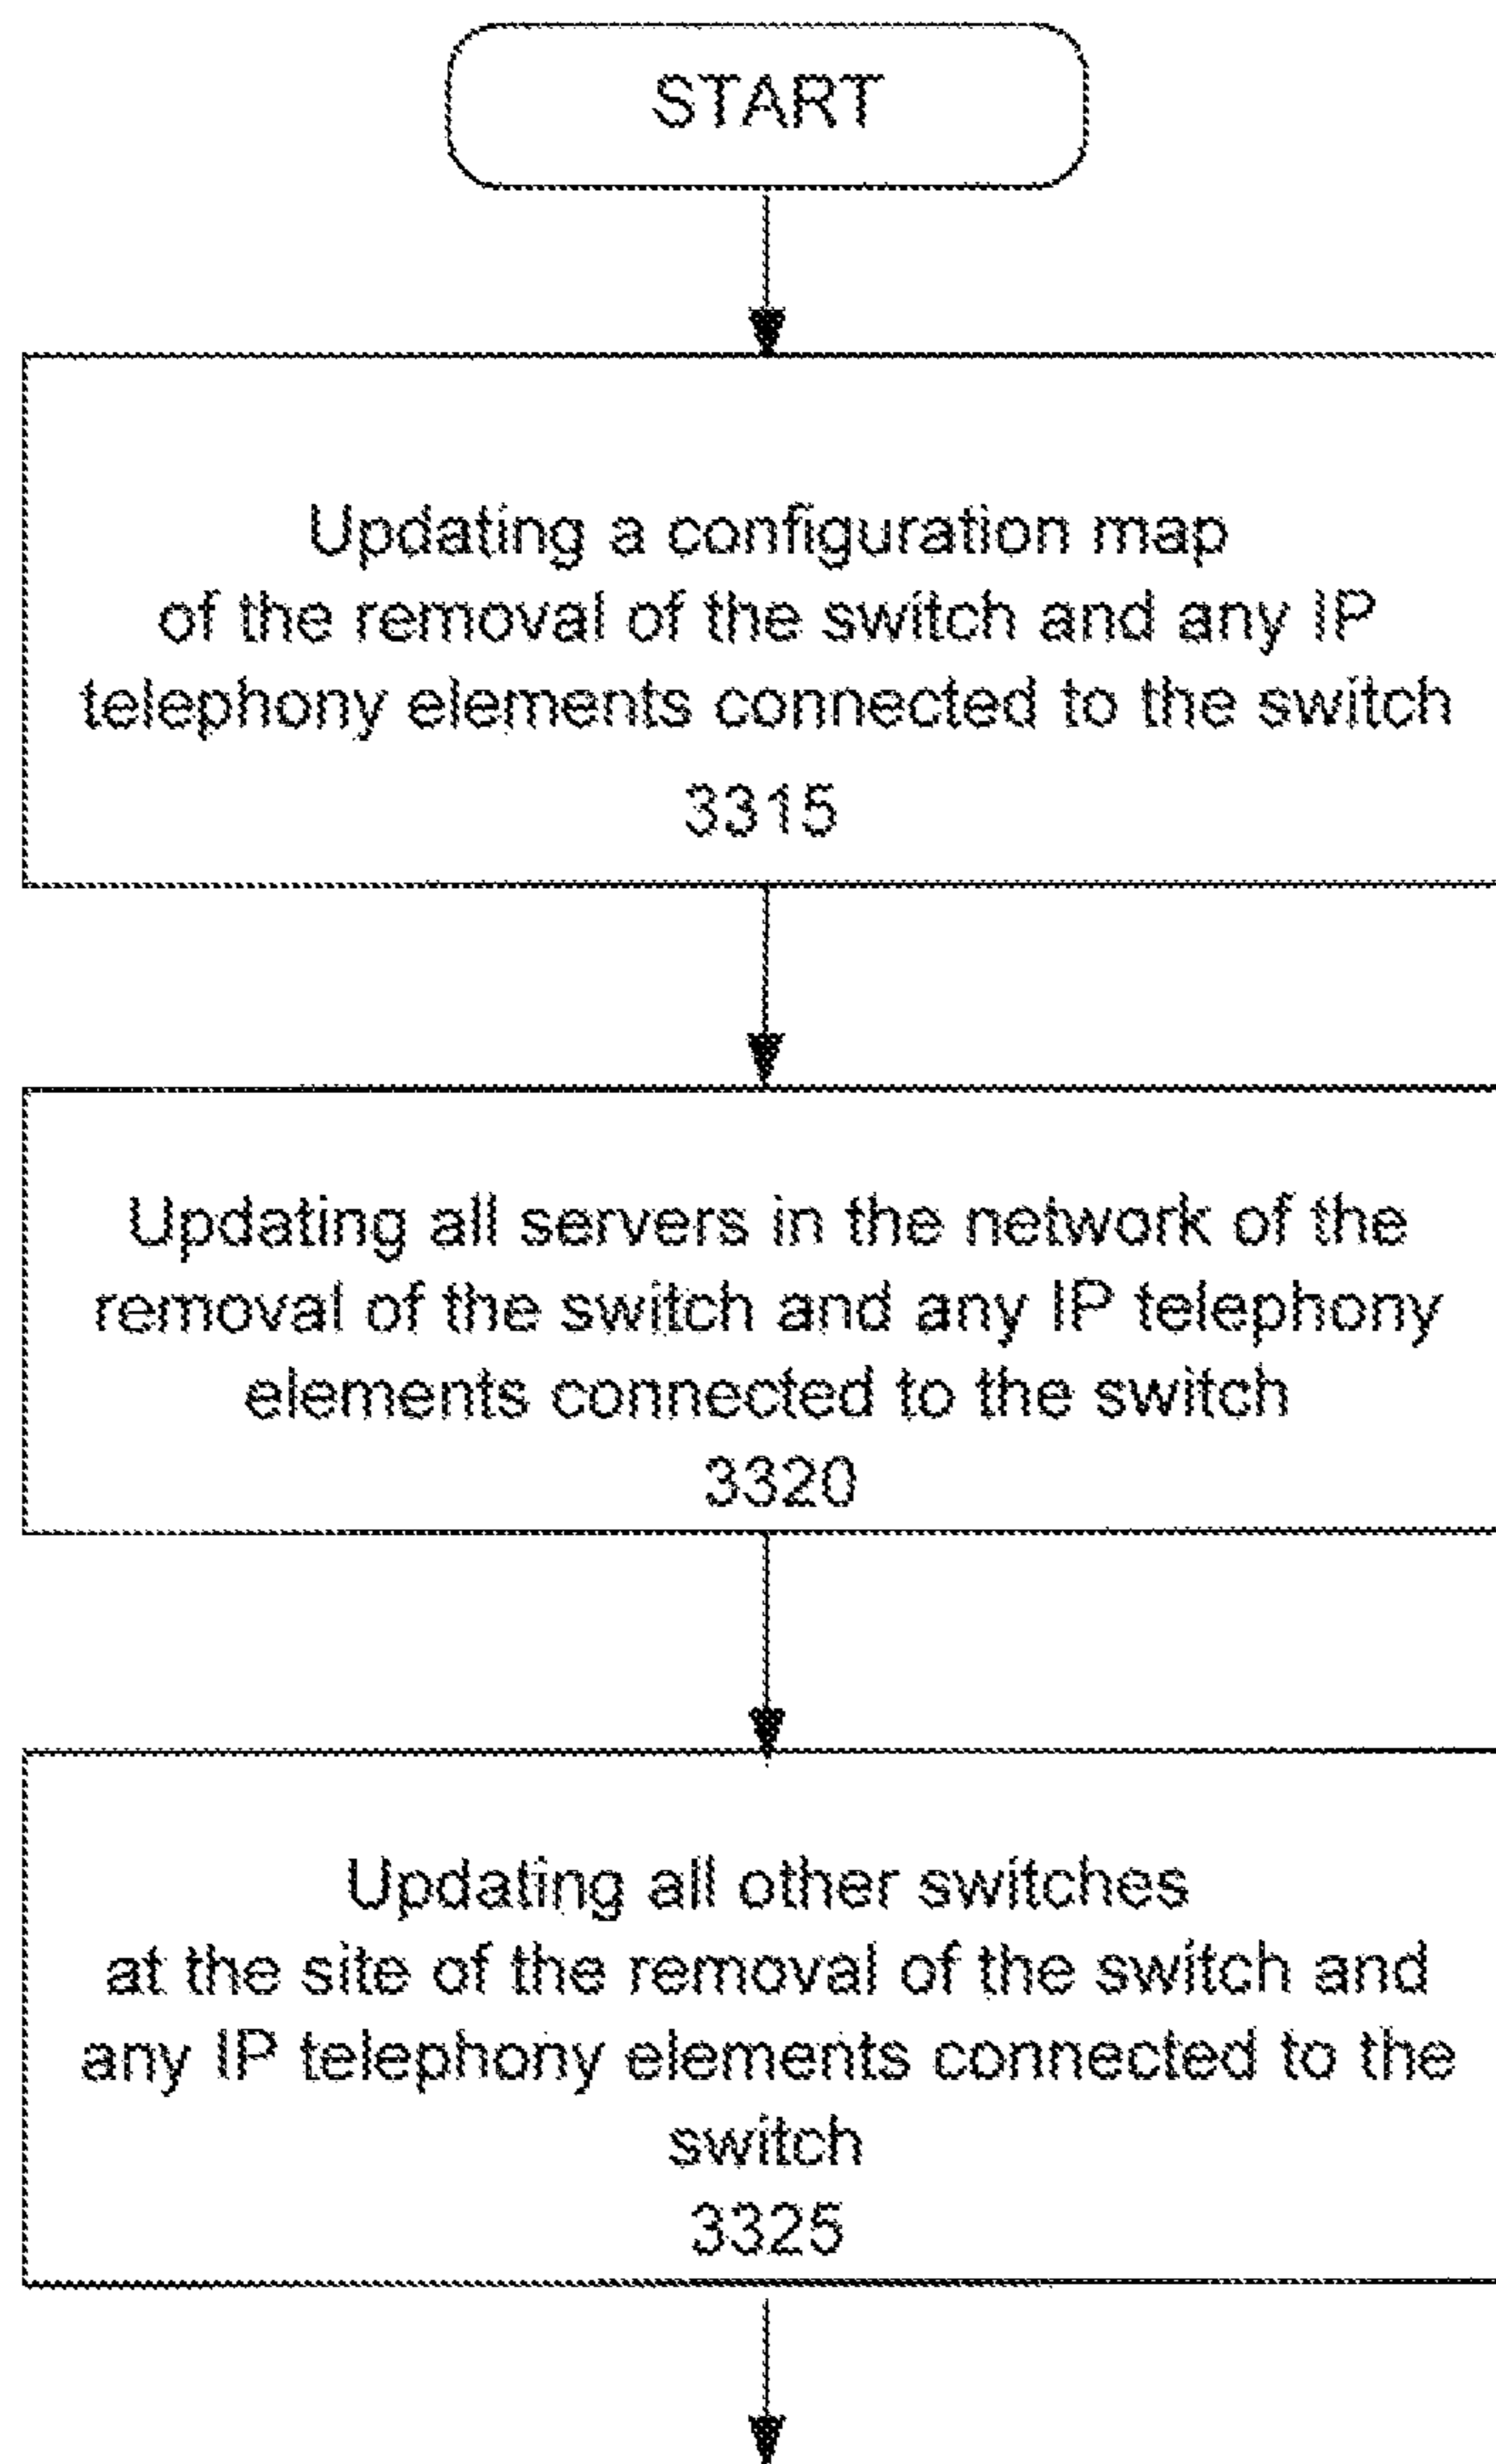 START
Updating a configuration map
of the removal of the switch and any IP
telephony elements connected to the switch
3315
Updating all servers in the network of the
removal of the switch and any IP telephony
elements connected to the switch
3320
Updating all other switches
at the site of the removal of the switch and
any IP telephony elements connected to the
switch
3325